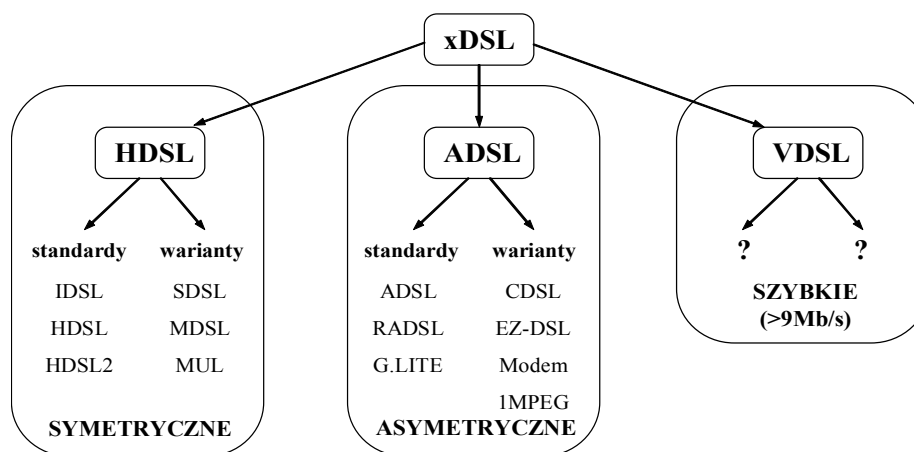 xDSL
HDSL
ADSL
VDSL
standardy warianty
IDSL SDSL
HDSL MDSL
HDSL2 MUL
SYMETRYCZNE
standardy warianty
ADSL CDSL
RADSL EZ-DSL
G.LITE Modem
1MPEG
ASYMETRYCZNE
? ?
SZYBKIE
(>9Mb/s)